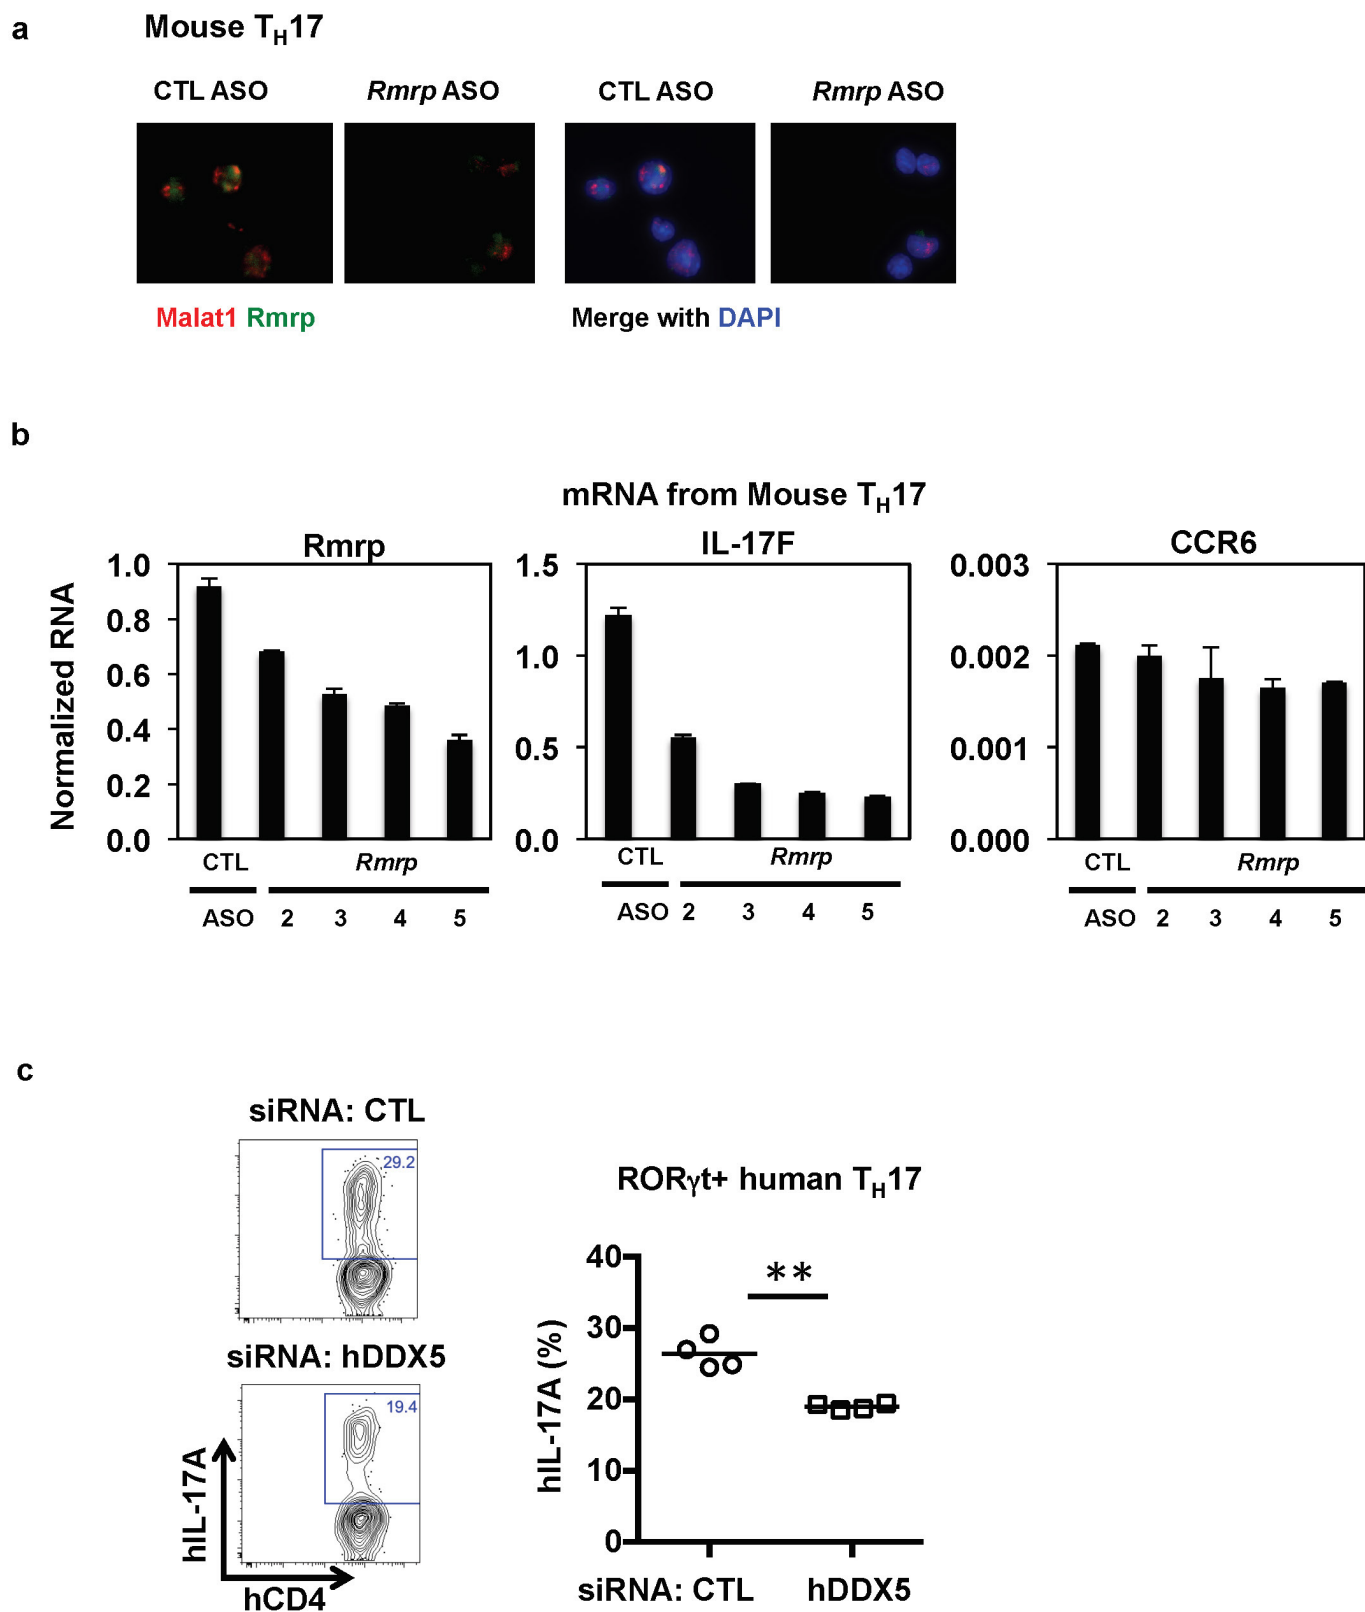 a
Mouse TH17
CTL ASO
Rmrp ASO
CTL ASO
Rmrp ASO
Malat1 Rmrp
Merge with DAPI
b
mRNA from Mouse TH17
Rmrp
Normalized RNA
1.0
0.8
0.6
0.4
0.2
0.0
CTL
Rmrp
ASO 2 3 4 5
IL-17F
1.5
1.0
0.5
0.0
CTL
Rmrp
ASO 2 3 4 5
CCR6
0.003
0.002
0.001
0.000
CTL
Rmrp
ASO 2 3 4 5
c
siRNA: CTL
29.2
siRNA: hDDX5
19.4
hIL-17A
hCD4
RORγt+ human TH17
hIL-17A (%)
40
30
20
10
0
**
siRNA: CTL hDDX5